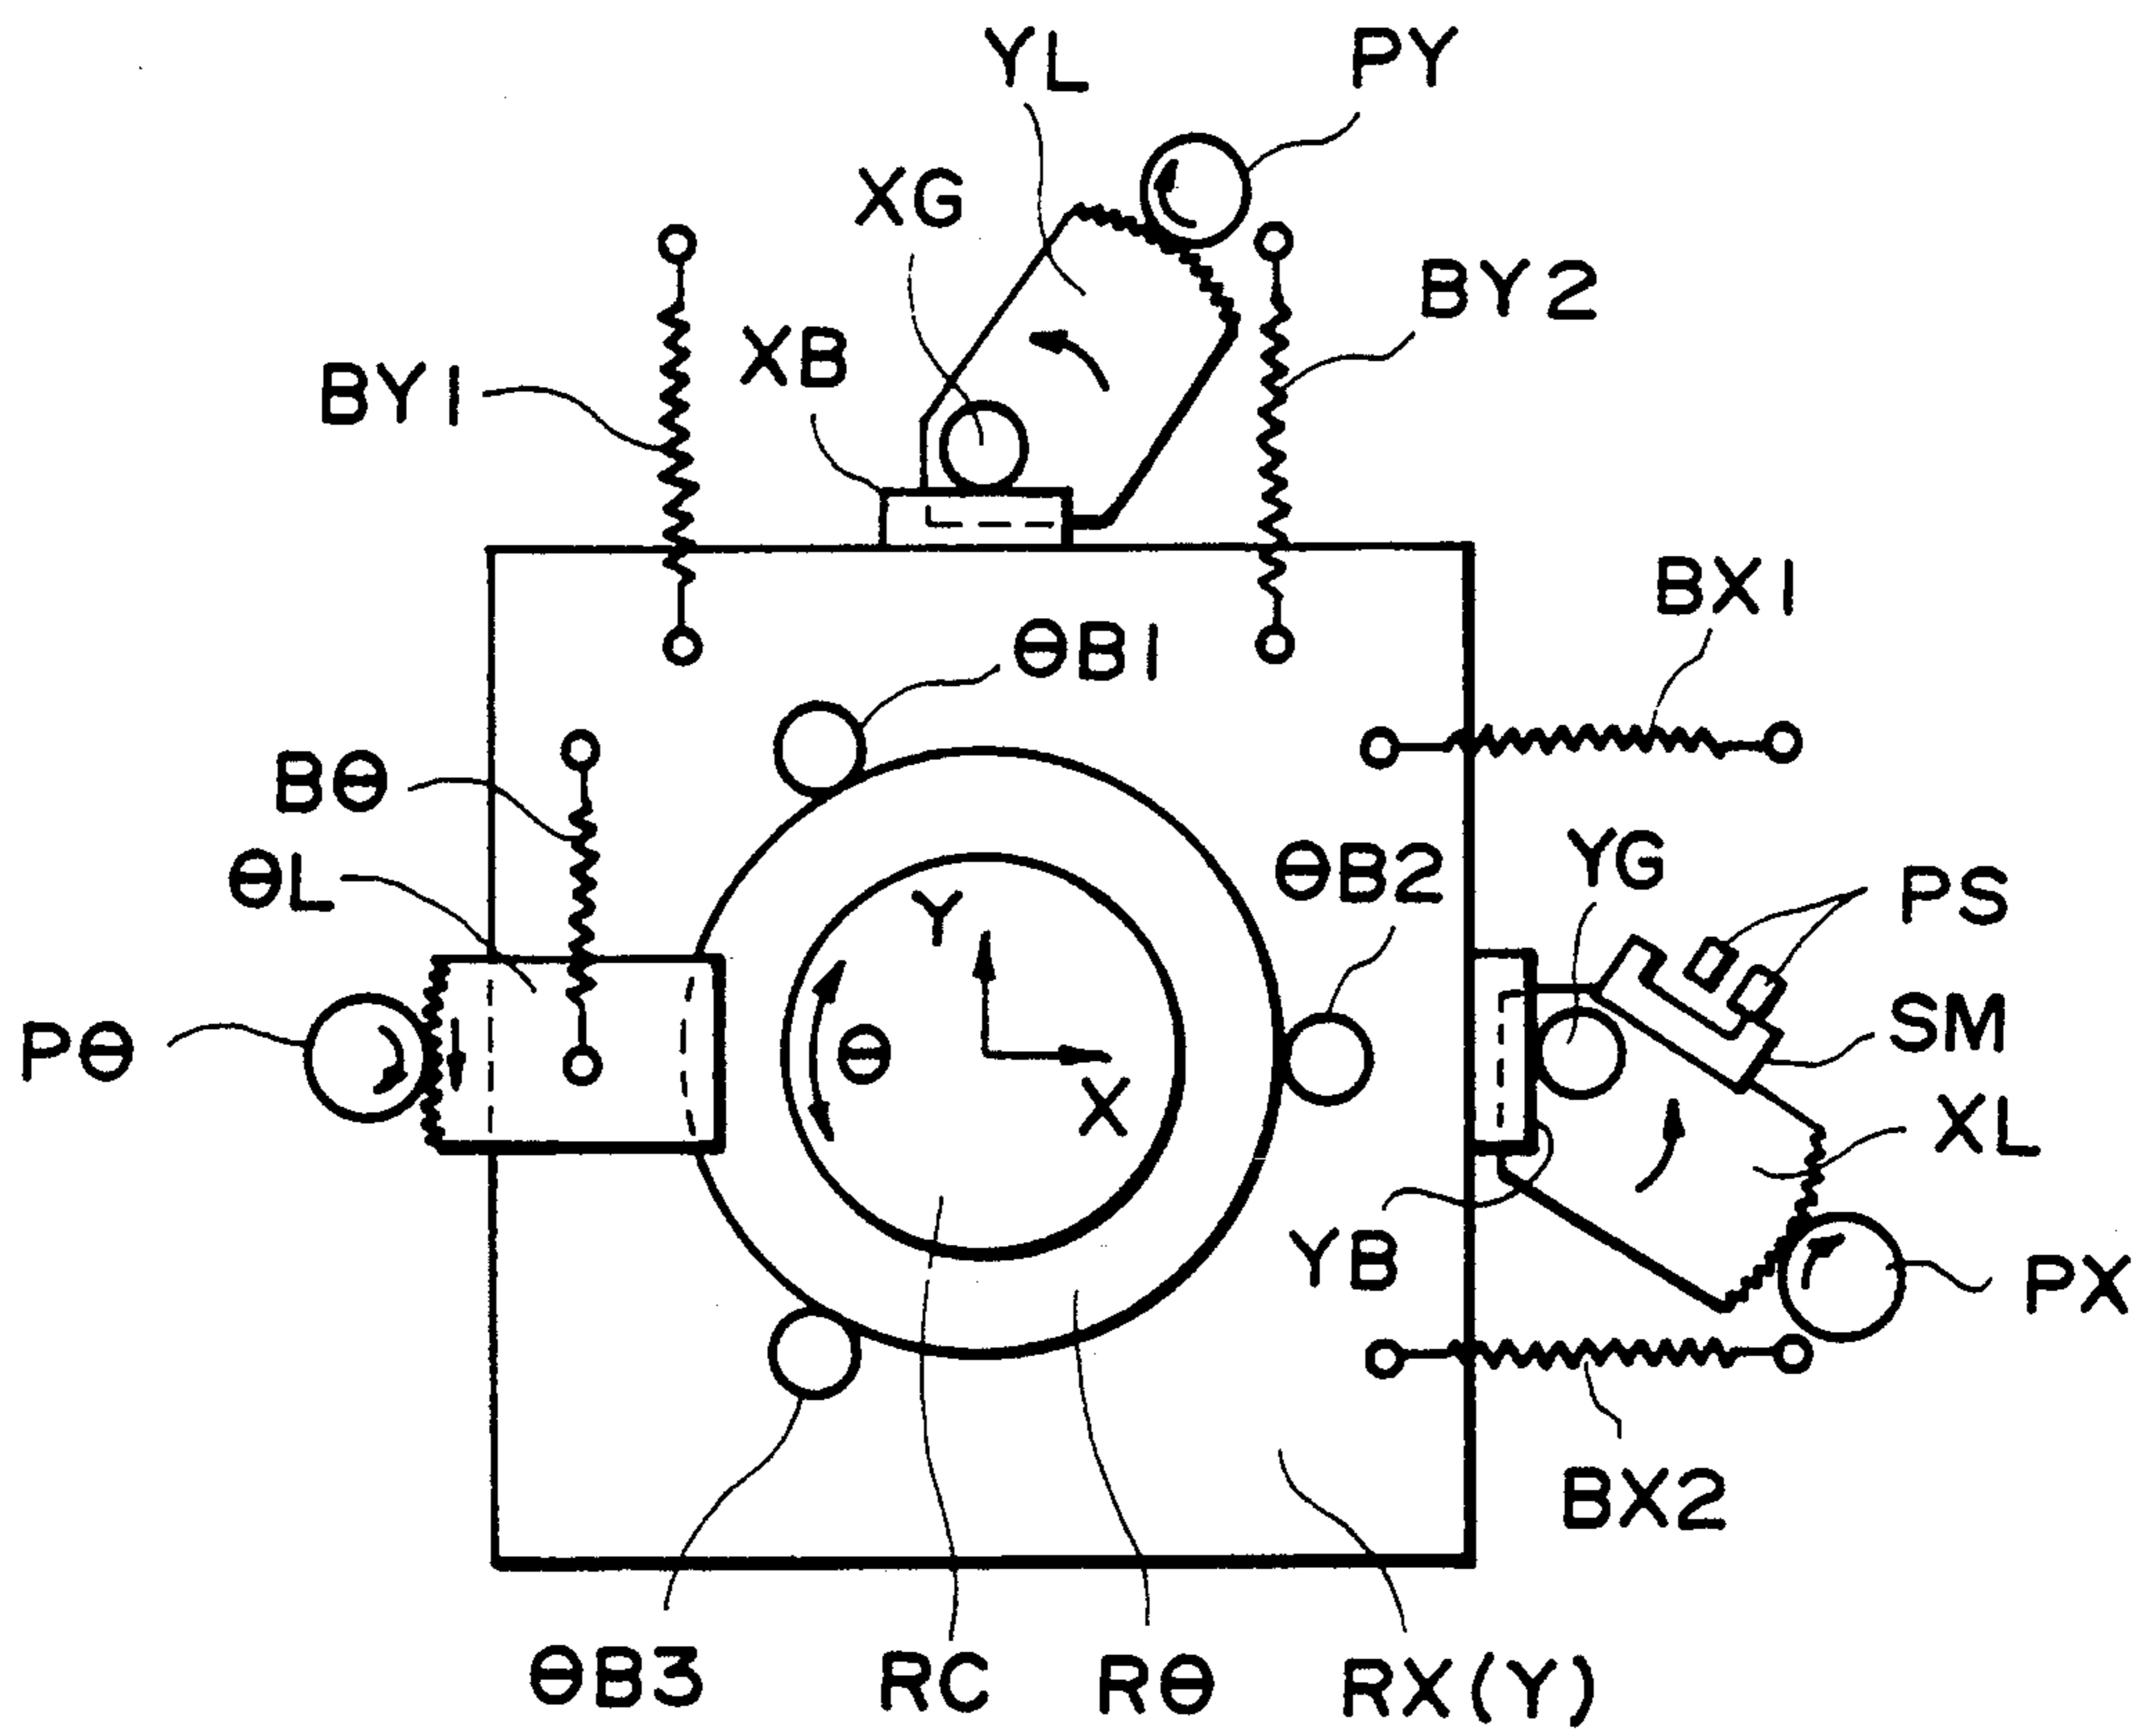 YL
PY
XG
BY2
XB
BY1
BX1
ΘB1
BΘ
YG
ΘB2
ΘL
PS
Y
SM
PΘ
Θ
X
XL
YB
PX
BX2
ΘB3
RC
RΘ
RX(Y)